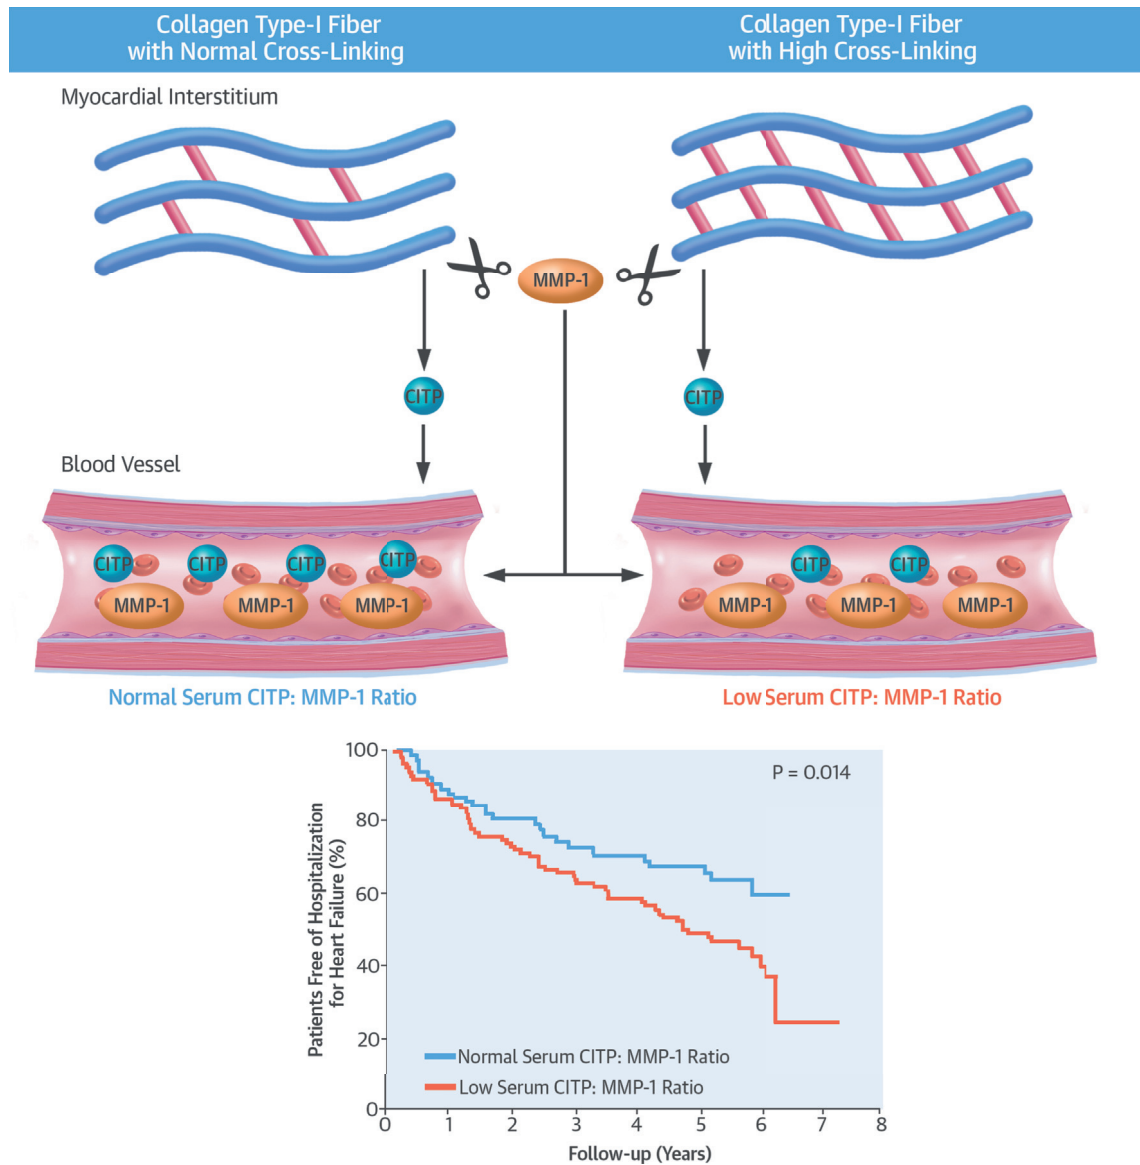 Collagen Type-I Fiber
with Normal Cross-Linking
Collagen Type-I Fiber
with High Cross-Linking
Myocardial Interstitium
MMP-1
CITP
CITP
Blood Vessel
CITP
CITP
CITP
CITP
MMP-1
MMP-1
MMP-1
CITP
CITP
MMP-1
MMP-1
MMP-1
Normal Serum CITP: MMP-1 Ratio
Low Serum CITP: MMP-1 Ratio
Patients Free of Hospitalization
for Heart Failure (%)
100
80
60
40
20
0
P = 0.014
Normal Serum CITP: MMP-1 Ratio
Low Serum CITP: MMP-1 Ratio
0 1 2 3 4 5 6 7 8
Follow-up (Years)